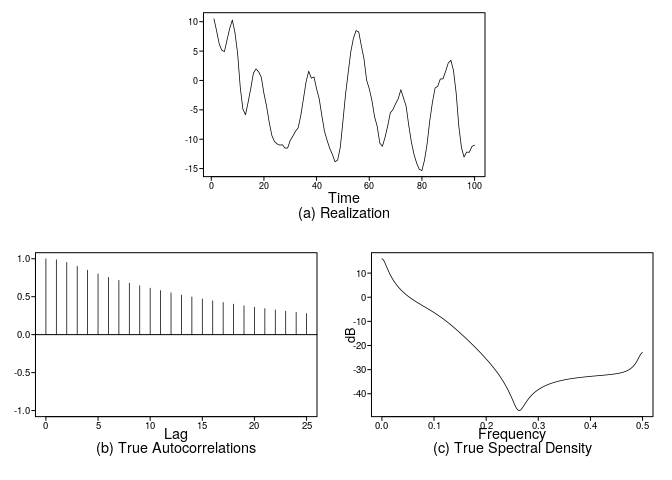 10
5
0
-5
-10
-15
0 20 40 60 80 100
Time
(a) Realization
1.0
0.5
0.0
-0.5
-1.0
0 5 10 15 20 25
Lag
(b) True Autocorrelations
10
0
-10
-20
-30
-40
dB
0.0 0.1 0.2 0.3 0.4 0.5
Frequency
(c) True Spectral Density